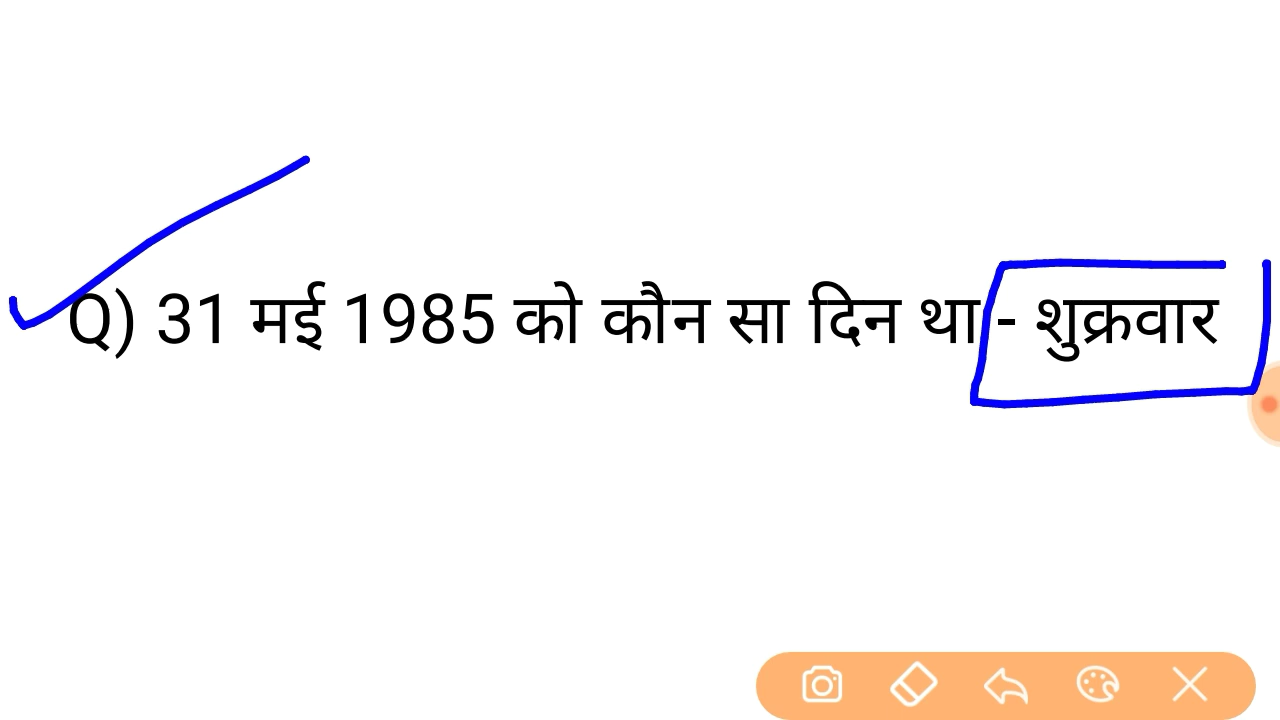 Q) 31 मई 1985 को कौन सा दिन था - शुक्रवार